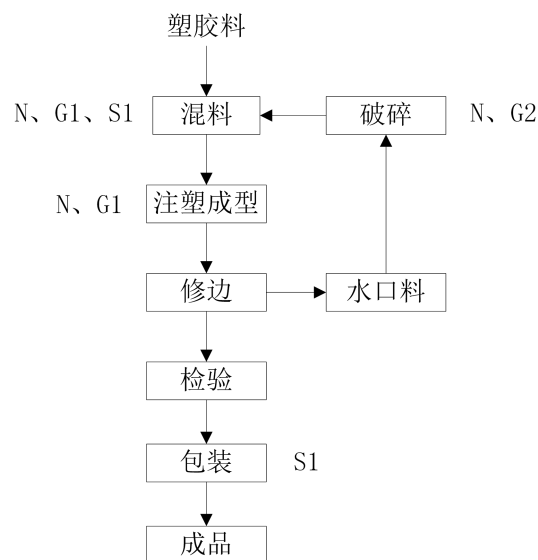 塑胶料
N、G1、S1 混料 破碎 N、G2
N、G1 注塑成型
修边 水口料
检验
包装 S1
成品